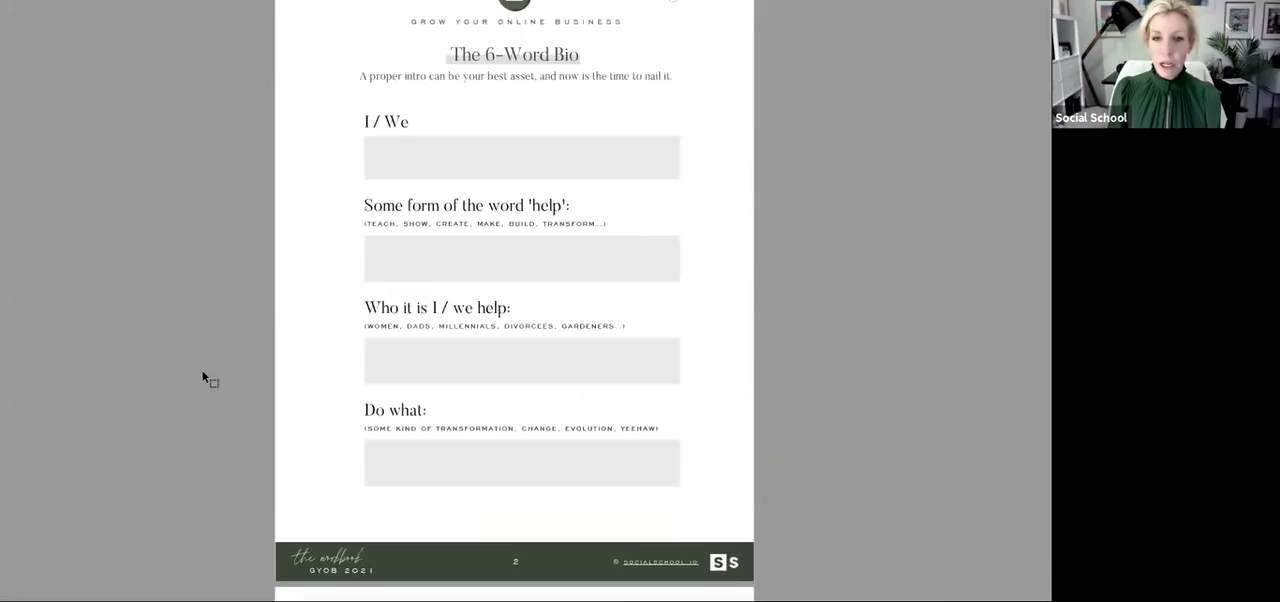 GROW YOUR ONLINE BUSINESS
The 6-Word Bio
A proper intro can be your best asset, and now is the time to nail it.
I / We
Some form of the word 'help':
(TEACH, SHOW, CREATE, MAKE, BUILD, TRANSFORM..)
Who it is I / we help:
(WOMEN, DADS, MILLENNIALS, DIVORCEES, GARDENERS..)
Do what:
(SOME KIND OF TRANSFORMATION, CHANGE, EVOLUTION, YEEHAW)
the workbook
GYOB 2021
2
© SOCIALSCHOOL.IO
S S
Social School